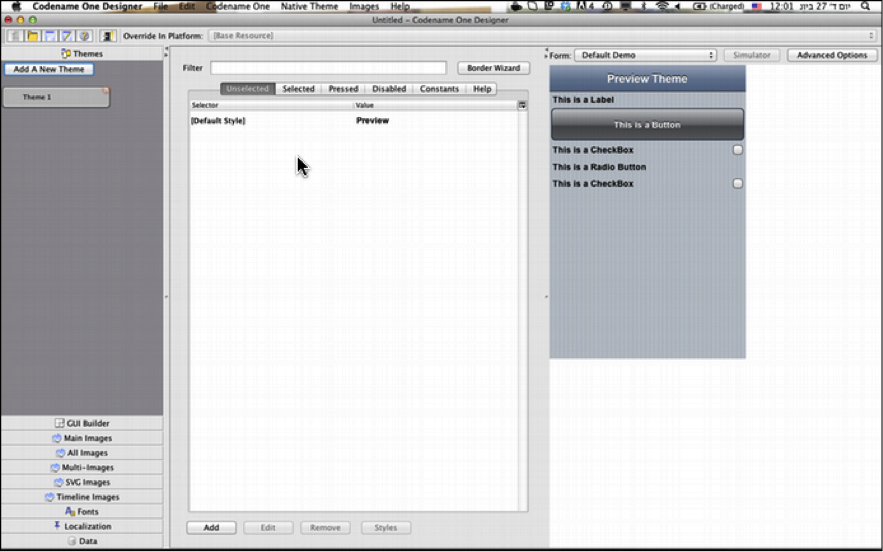 Codename One Designer File Edit Codename One Native Theme Images Help (Charged) 12:01 יום ד' 27 ביונ
Untitled – Codename One Designer
Override In Platform: [Base Resource]
Themes
Add A New Theme
Theme 1
GUI Builder
Main Images
All Images
Multi-Images
SVG Images
Timeline Images
Fonts
Localization
Data
Filter Border Wizard
Unselected Selected Pressed Disabled Constants Help
Selector Value
[Default Style] Preview
Add Edit Remove Styles
Form: Default Demo Simulator Advanced Options
Preview Theme
This is a Label
This is a Button
This is a CheckBox
This is a Radio Button
This is a CheckBox